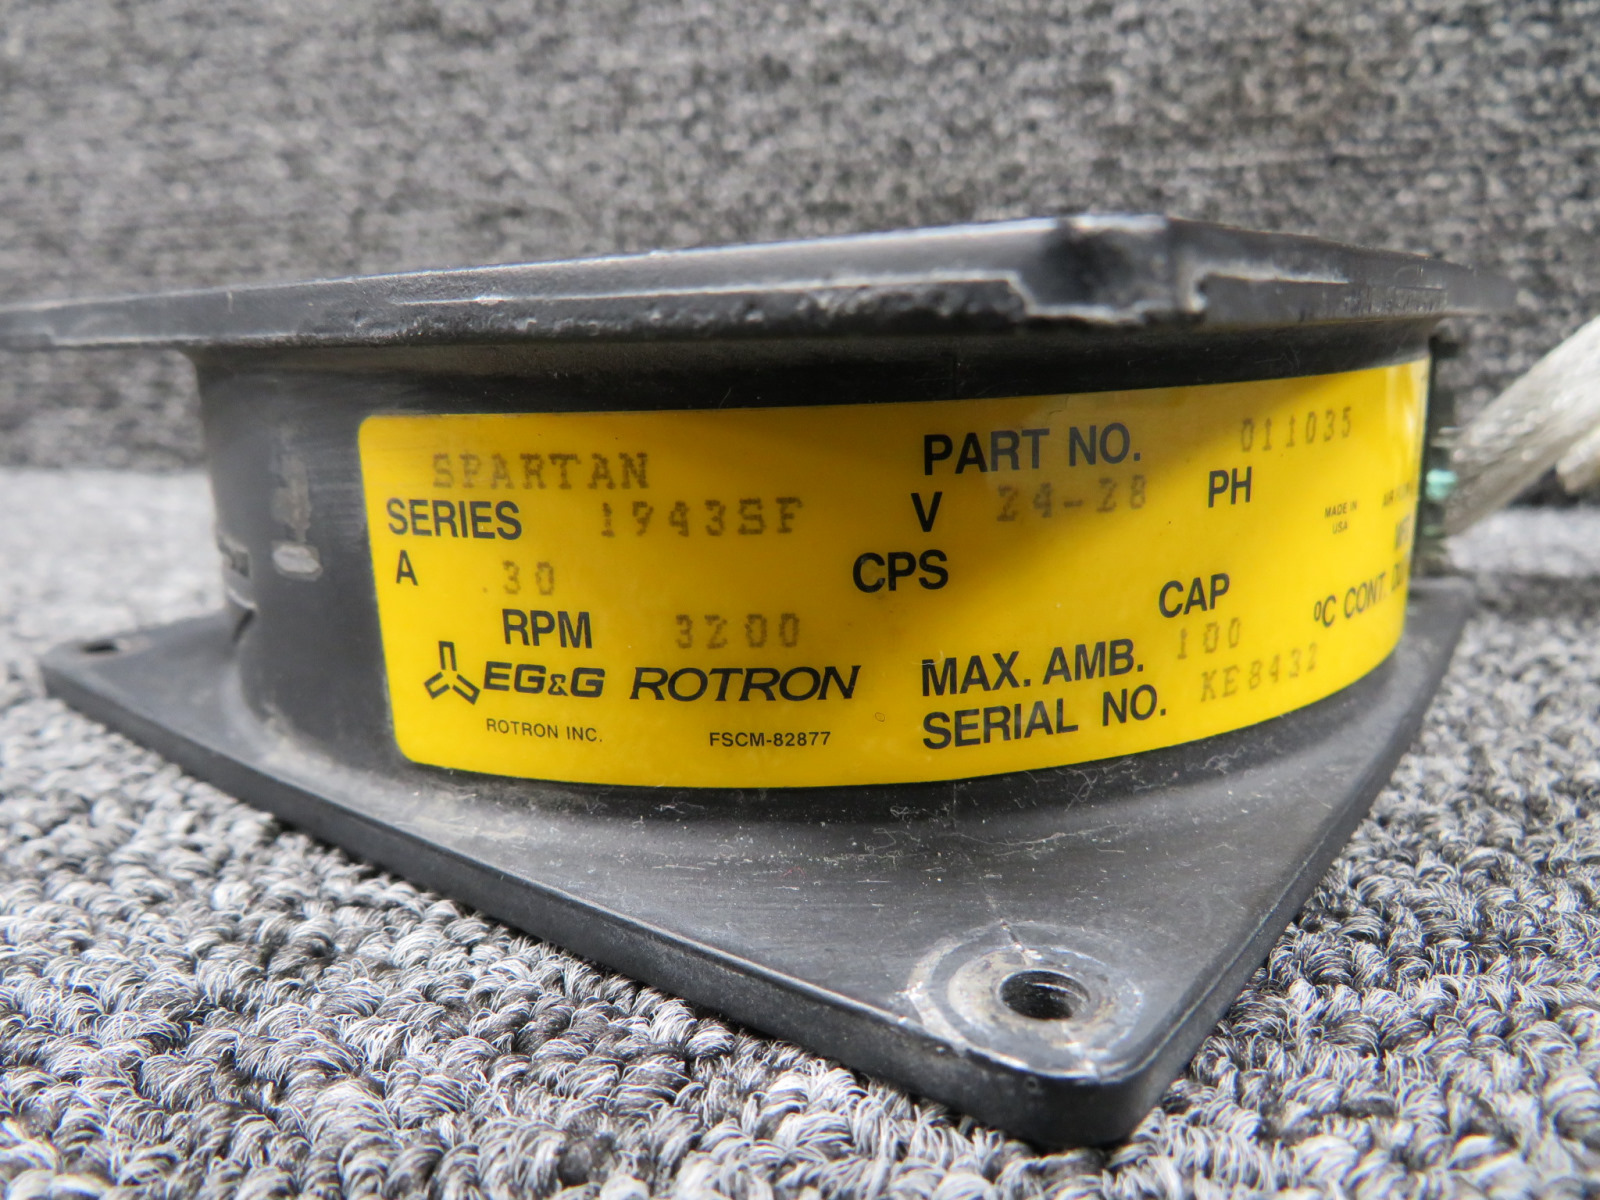 SPARTAN
SERIES 1943SF
A .30
RPM 3200
EG&G ROTRON
ROTRON INC. FSCM-82877
PART NO. 011035
V 24-28 PH
CPS
CAP
MAX. AMB. 100 °C CONT.
SERIAL NO. KE8432
MADE IN
USA